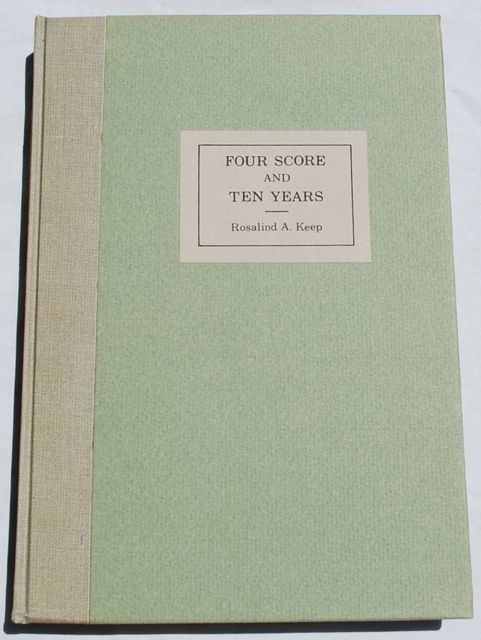 FOUR SCORE
AND
TEN YEARS
Rosalind A. Keep